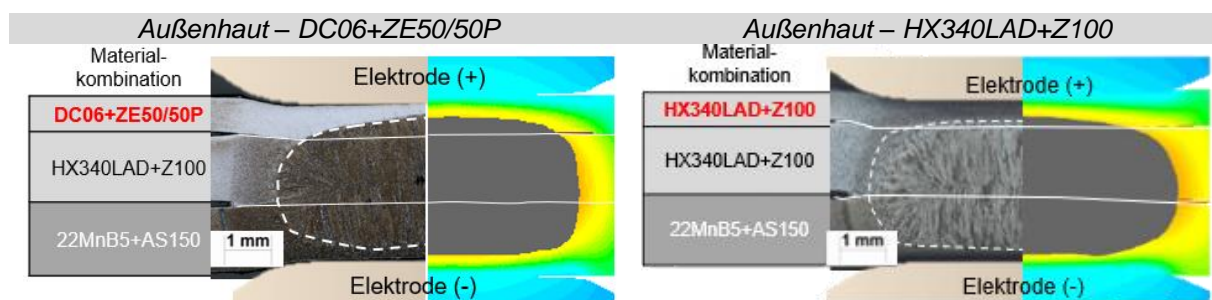 Außenhaut – DC06+ZE50/50P
Material-
kombination
Elektrode (+)
DC06+ZE50/50P
HX340LAD+Z100
22MnB5+AS150
1 mm
Elektrode (-)
Außenhaut – HX340LAD+Z100
Material-
kombination
Elektrode (+)
HX340LAD+Z100
HX340LAD+Z100
22MnB5+AS150
1 mm
Elektrode (-)